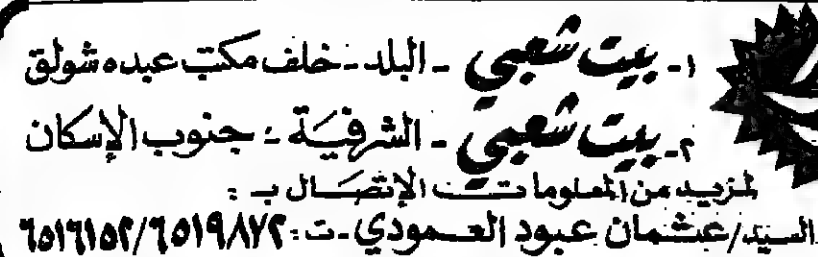 ١- بيت شعبي - البلد - خلف مكتب عبده شولق
٢- بيت شعبي - الشرفية - جنوب الإسكان
لمزيد من المعلومات الإتصال بـ :
السيد/عثمان عبود العمودي - ت : ٦٥١٩٨٧٢/٦٥١٦١٥٢